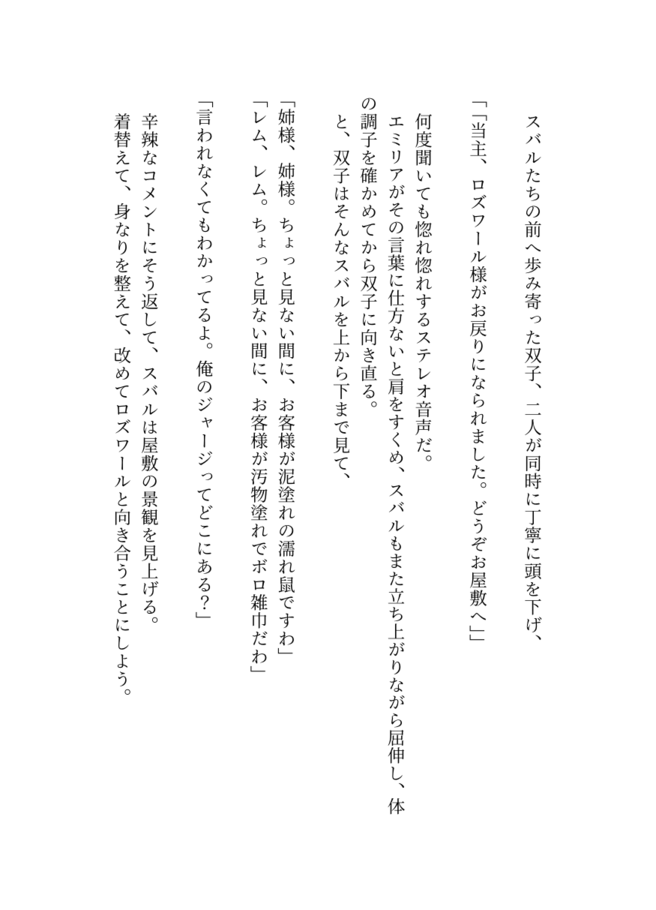 スバルたちの前へ歩み寄った双子、二人が同時に丁寧に頭を下げ、
「「当主、ロズワール様がお戻りになられました。どうぞお屋敷へ」」
何度聞いても惚れ惚れするステレオ音声だ。
エミリアがその言葉に仕方ないと肩をすくめ、スバルもまた立ち上がりながら屈伸し、体
の調子を確かめてから双子に向き直る。
と、双子はそんなスバルを上から下まで見て、
「姉様、姉様。ちょっと見ない間に、お客様が泥塗れの濡れ鼠ですわ」
「レム、レム。ちょっと見ない間に、お客様が汚物塗れでボロ雑巾だわ」
「言われなくてもわかってるよ。俺のジャージってどこにある？」
辛辣なコメントにそう返して、スバルは屋敷の景観を見上げる。
着替えて、身なりを整えて、改めてロズワールと向き合うことにしよう。